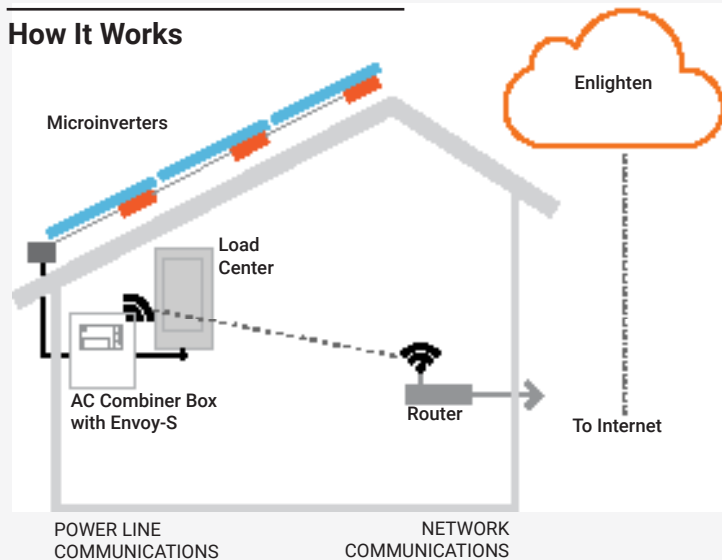 How It Works
Enlighten
Microinverters
Load
Center
AC Combiner Box
with Envoy-S
Router
To Internet
POWER LINE
COMMUNICATIONS
NETWORK
COMMUNICATIONS